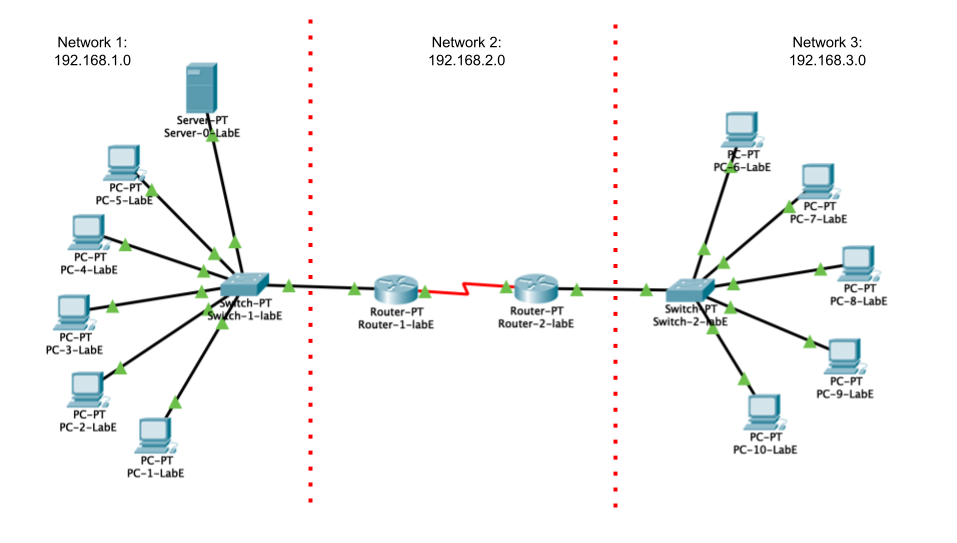 Network 1:
192.168.1.0
Network 2:
192.168.2.0
Network 3:
192.168.3.0
Server-PT
Server-0-LabE
PC-PT
PC-5-LabE
PC-PT
PC-4-LabE
PC-PT
PC-3-LabE
PC-PT
PC-2-LabE
PC-PT
PC-1-LabE
Switch-PT
Switch-1-labE
Router-PT
Router-1-labE
Router-PT
Router-2-labE
Switch-PT
Switch-2-labE
PC-PT
PC-6-LabE
PC-PT
PC-7-LabE
PC-PT
PC-8-LabE
PC-PT
PC-9-LabE
PC-PT
PC-10-LabE